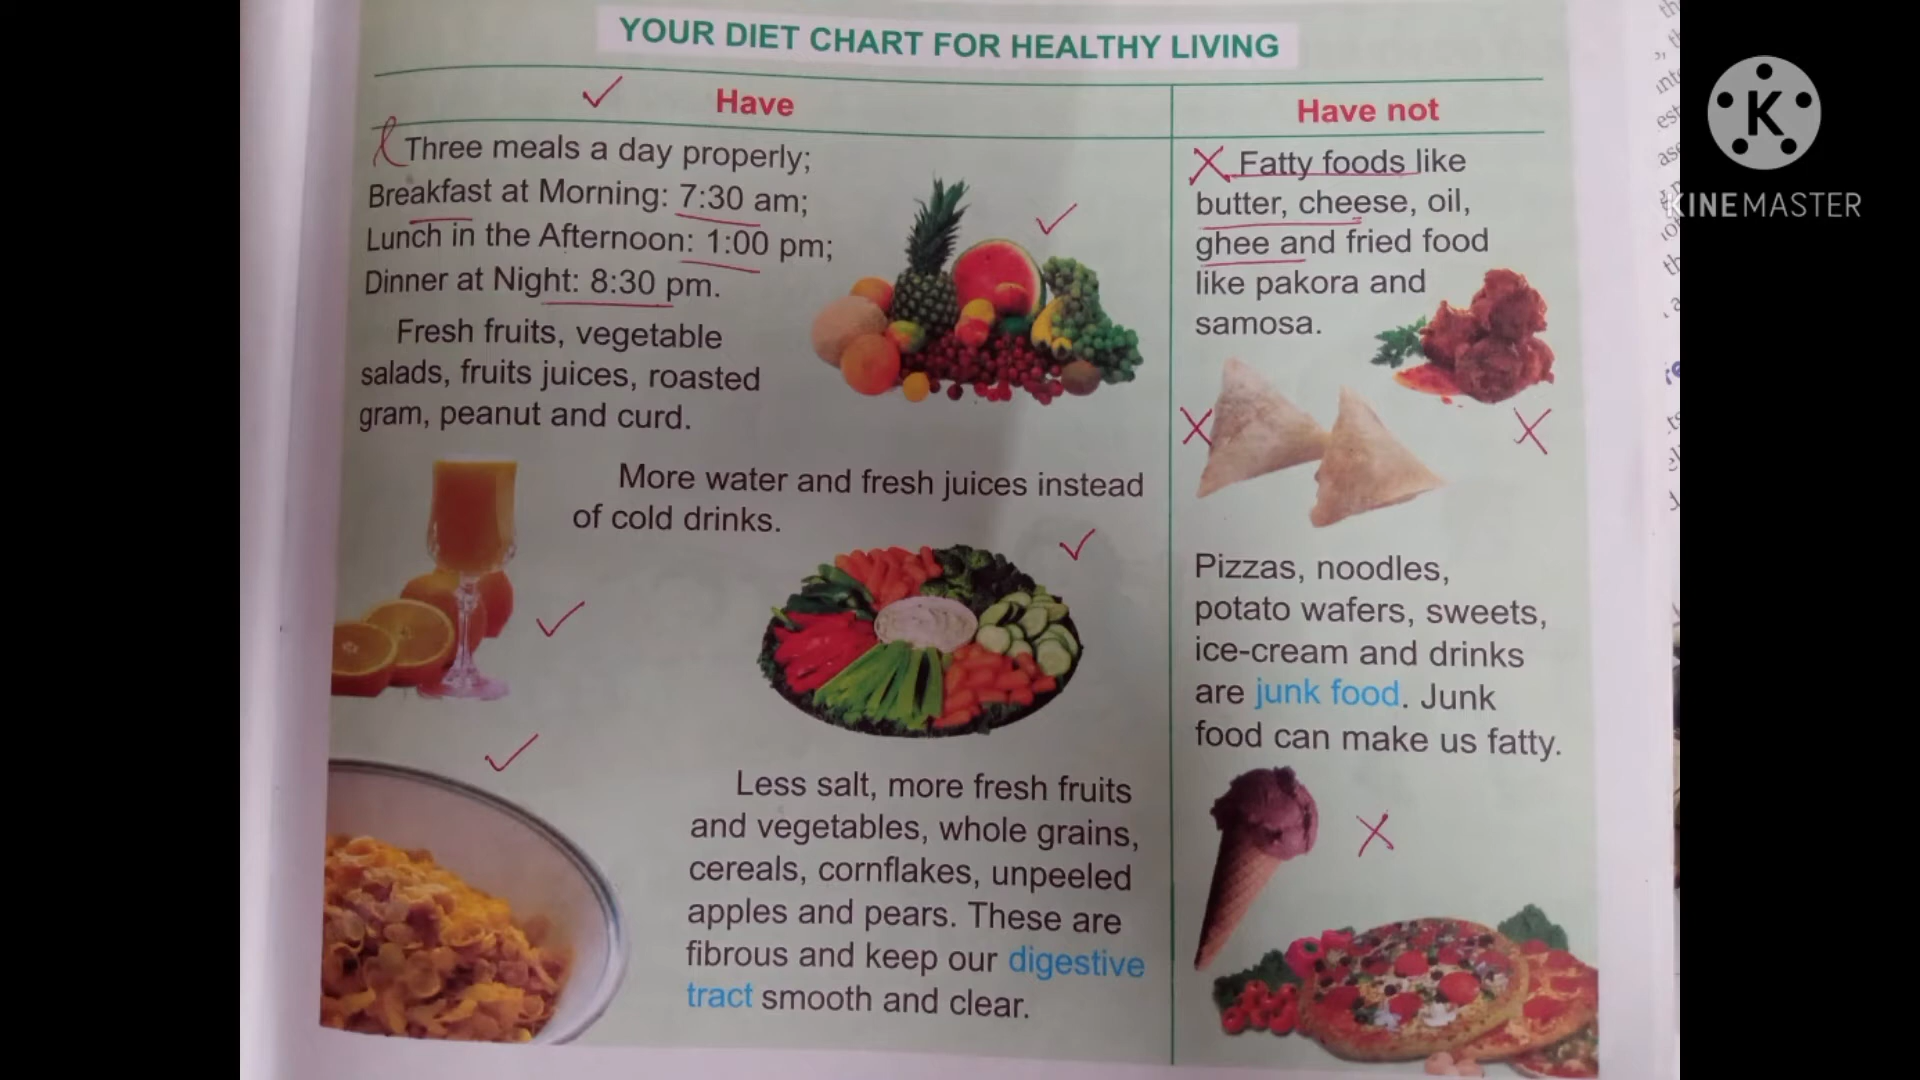 YOUR DIET CHART FOR HEALTHY LIVING
Have
Three meals a day properly;
Breakfast at Morning: 7:30 am;
Lunch in the Afternoon: 1:00 pm;
Dinner at Night: 8:30 pm.
Fresh fruits, vegetable
salads, fruits juices, roasted
gram, peanut and curd.
More water and fresh juices instead
of cold drinks.
Less salt, more fresh fruits
and vegetables, whole grains,
cereals, cornflakes, unpeeled
apples and pears. These are
fibrous and keep our digestive
tract smooth and clear.
Have not
Fatty foods like
butter, cheese, oil,
ghee and fried food
like pakora and
samosa.
Pizzas, noodles,
potato wafers, sweets,
ice-cream and drinks
are junk food. Junk
food can make us fatty.
K
KINEMASTER